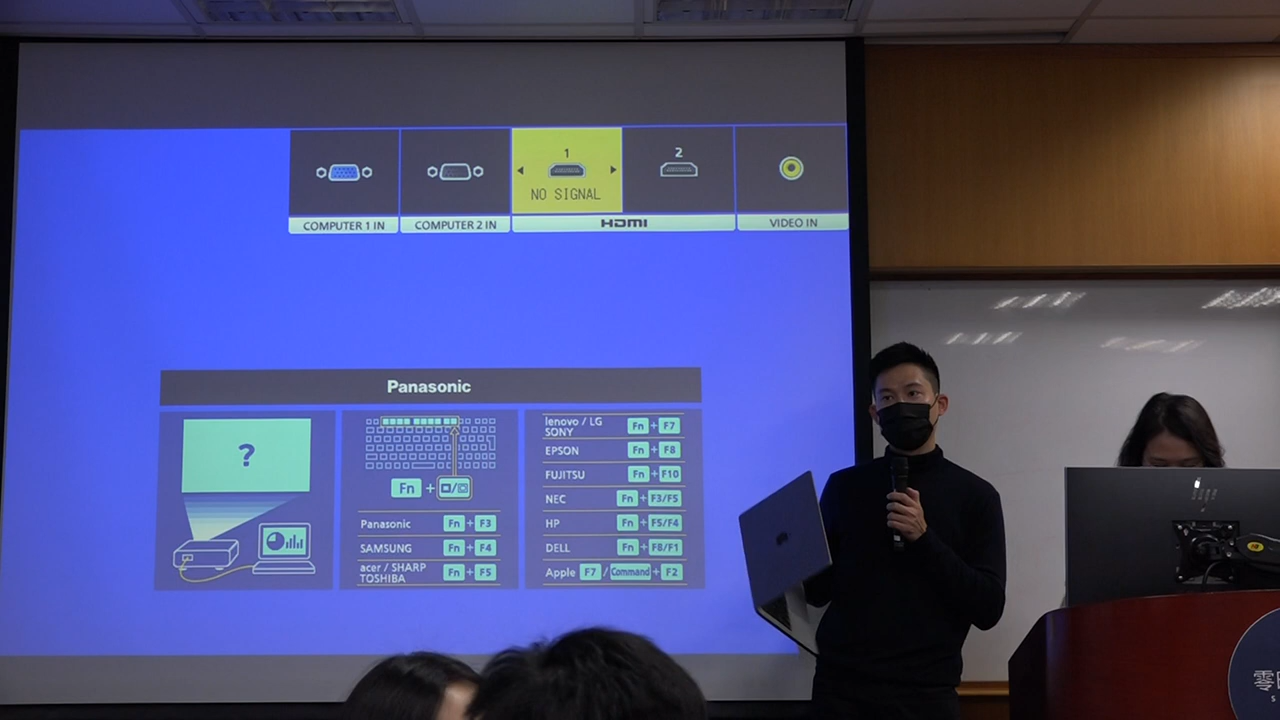 1
2
NO SIGNAL
COMPUTER 1 IN
COMPUTER 2 IN
HDMI
VIDEO IN
Panasonic
?
Fn +
Panasonic Fn + F3
SAMSUNG Fn + F4
acer / SHARP
TOSHIBA Fn + F5
lenovo / LG
SONY Fn + F7
EPSON Fn + F8
FUJITSU Fn + F10
NEC Fn + F3/F5
HP Fn + F5/F4
DELL Fn + F8/F1
Apple F7 / Command + F2
零